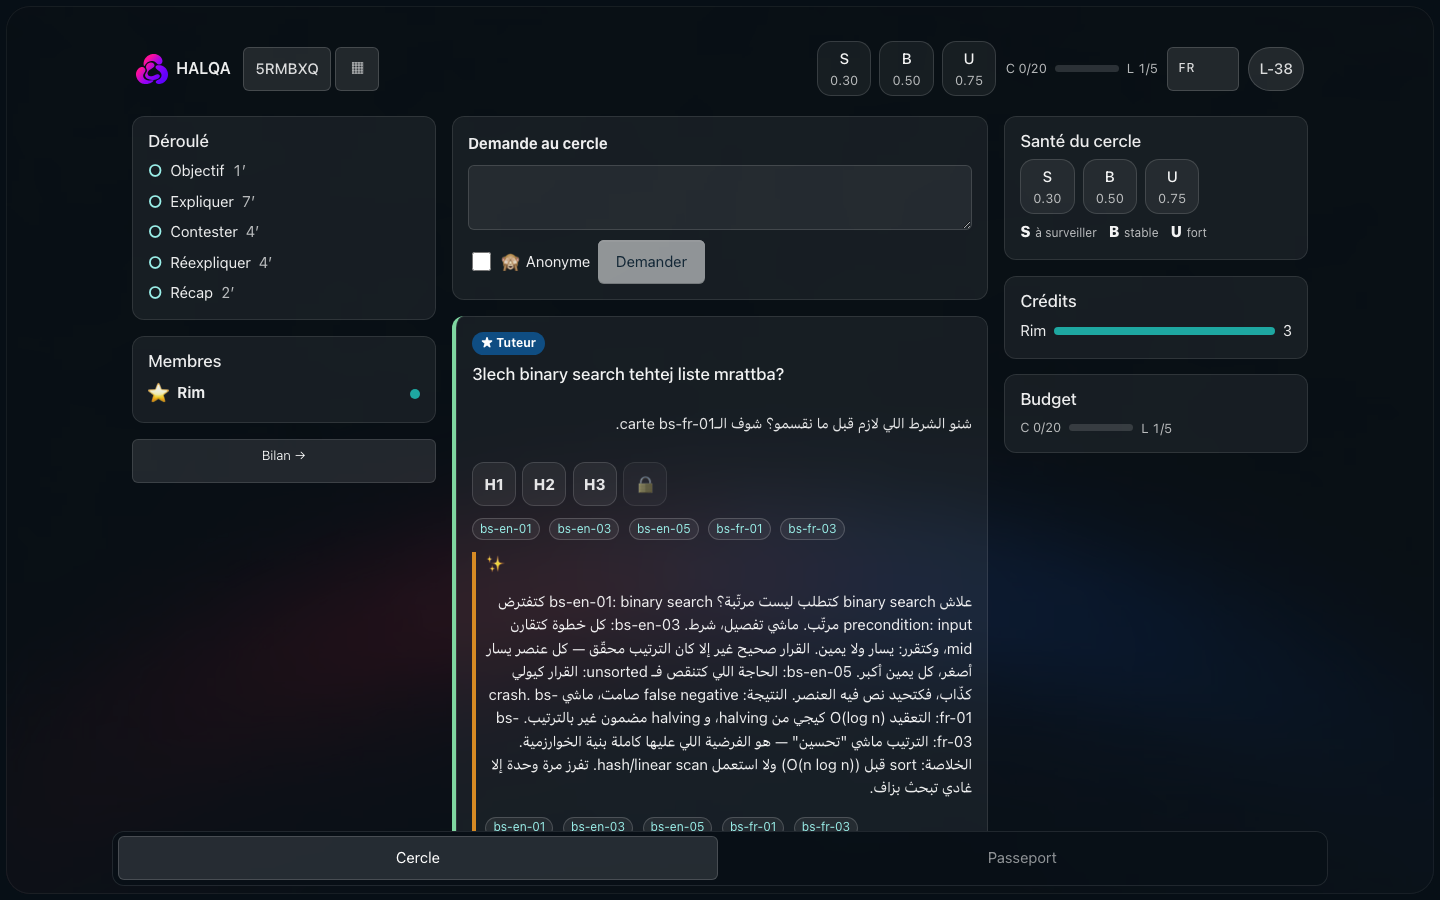 HALQA
5RMBXQ
S
0.30
B
0.50
U
0.75
C 0/20
L 1/5
FR
L-38
Déroulé
Objectif 1′
Expliquer 7′
Contester 4′
Réexpliquer 4′
Récap 2′
Membres
⭐ Rim
Bilan →
Demande au cercle
🙈 Anonyme
Demander
★ Tuteur
3lech binary search tehtej liste mrattba?
شنو الشرط اللي لازم قبل ما نقسمو؟ شوف الـcarte bs-fr-01.
H1
H2
H3
🔒
bs-en-01
bs-en-03
bs-en-05
bs-fr-01
bs-fr-03
✨
علاش binary search كتطلب ليست مرتّبة؟ bs-en-01: binary search كتفترض
precondition: input مرتّب. ماشي تفصيل، شرط. bs-en-03: كل خطوة كتقارن
mid، وكتقرر: يسار ولا يمين. القرار صحيح غير إلا كان الترتيب محقّق — كل عنصر يسار
أصغر، كل يمين أكبر. bs-en-05: الحاجة اللي كتنقص فـ unsorted: القرار كيولي
كذّاب، فكتحيد نص فيه العنصر. النتيجة: false negative صامت، ماشي crash. bs-
fr-01: التعقيد O(log n) كيجي من halving، و halving مضمون غير بالترتيب. bs-
fr-03: الترتيب ماشي "تحسين" — هو الفرضية اللي عليها كاملة بنية الخوارزمية.
الخلاصة: sort قبل (O(n log n)) ولا استعمل hash/linear scan. تفرز مرة وحدة إلا
غادي تبحث بزاف.
bs-en-01
bs-en-03
bs-en-05
bs-fr-01
bs-fr-03
Santé du cercle
S
0.30
B
0.50
U
0.75
S à surveiller B stable U fort
Crédits
Rim 3
Budget
C 0/20 L 1/5
Cercle
Passeport